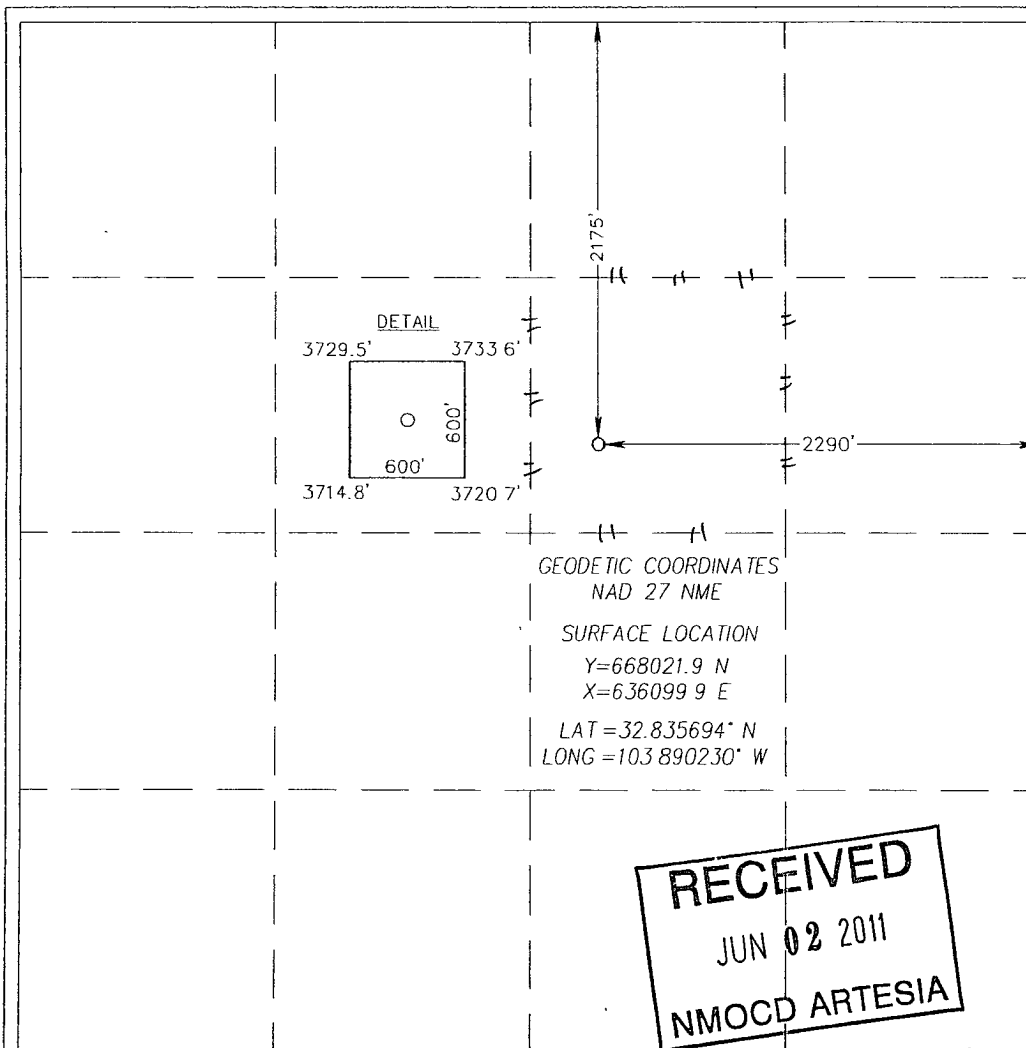 2175'
DETAIL
3729.5' 3733 6'
600'
600'
3714.8' 3720 7'
2290'
GEODETIC COORDINATES
NAD 27 NME
SURFACE LOCATION
Y=668021.9 N
X=636099 9 E
LAT=32.835694° N
LONG=103 890230° W
RECEIVED
JUN 02 2011
NMOCD ARTESIA